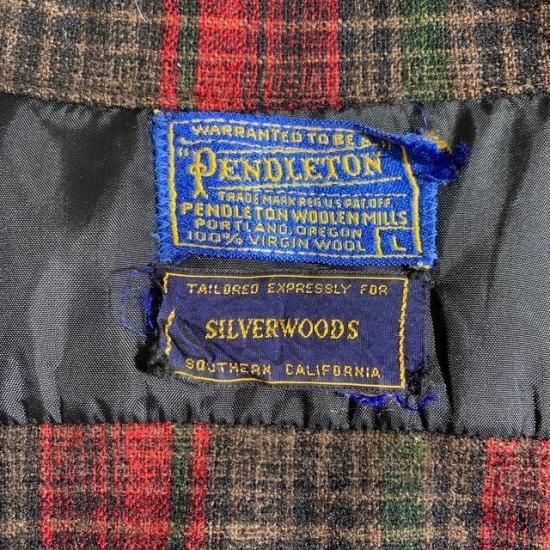 WARRANTED TO BE A
"PENDLETON"
TRADE MARK REG. U.S. PAT. OFF.
PENDLETON WOOLEN MILLS
PORTLAND, OREGON
100% VIRGIN WOOL L
TAILORED EXPRESSLY FOR
SILVERWOODS
SOUTHERN CALIFORNIA